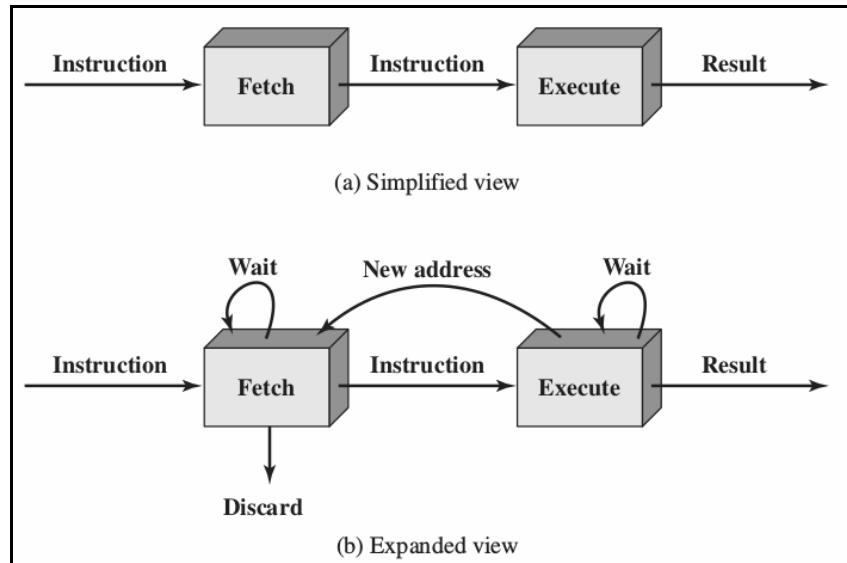 Instruction Fetch Instruction Execute Result
(a) Simplified view
Wait New address Wait
Instruction Fetch Instruction Execute Result
Discard
(b) Expanded view